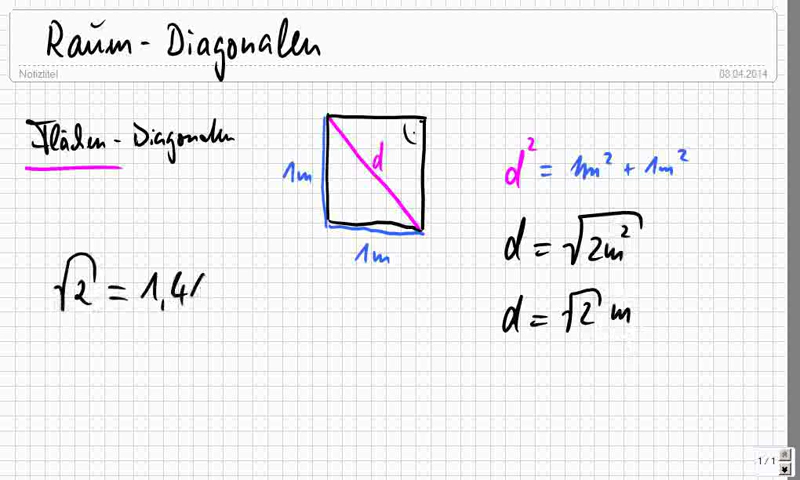 Raum - Diagonalen
Notiztitel
03.04.2014
Flächen - Diagonalen
d
1m
1m
d² = 1m² + 1m²
d = √2m²
d = √2 m
√2 = 1,4
1 / 1